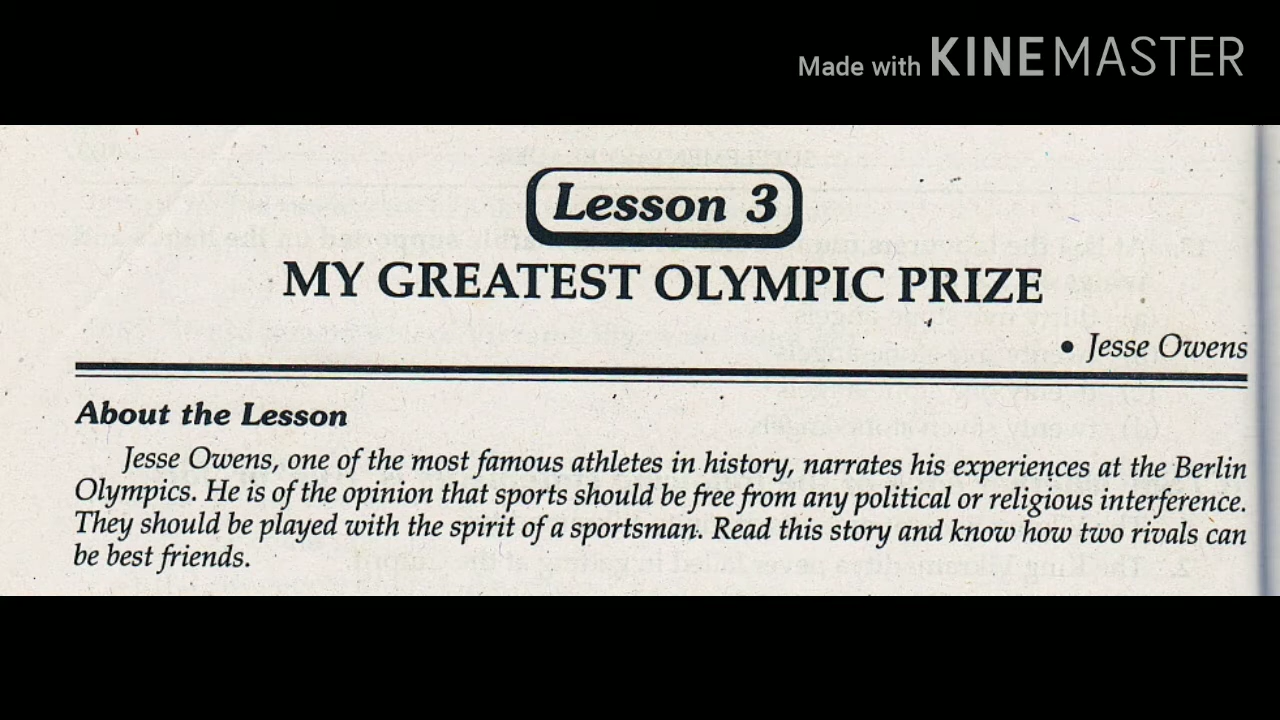 Made with KINEMASTER
Lesson 3
MY GREATEST OLYMPIC PRIZE
• Jesse Owens
About the Lesson
Jesse Owens, one of the most famous athletes in history, narrates his experiences at the Berlin
Olympics. He is of the opinion that sports should be free from any political or religious interference.
They should be played with the spirit of a sportsman. Read this story and know how two rivals can
be best friends.